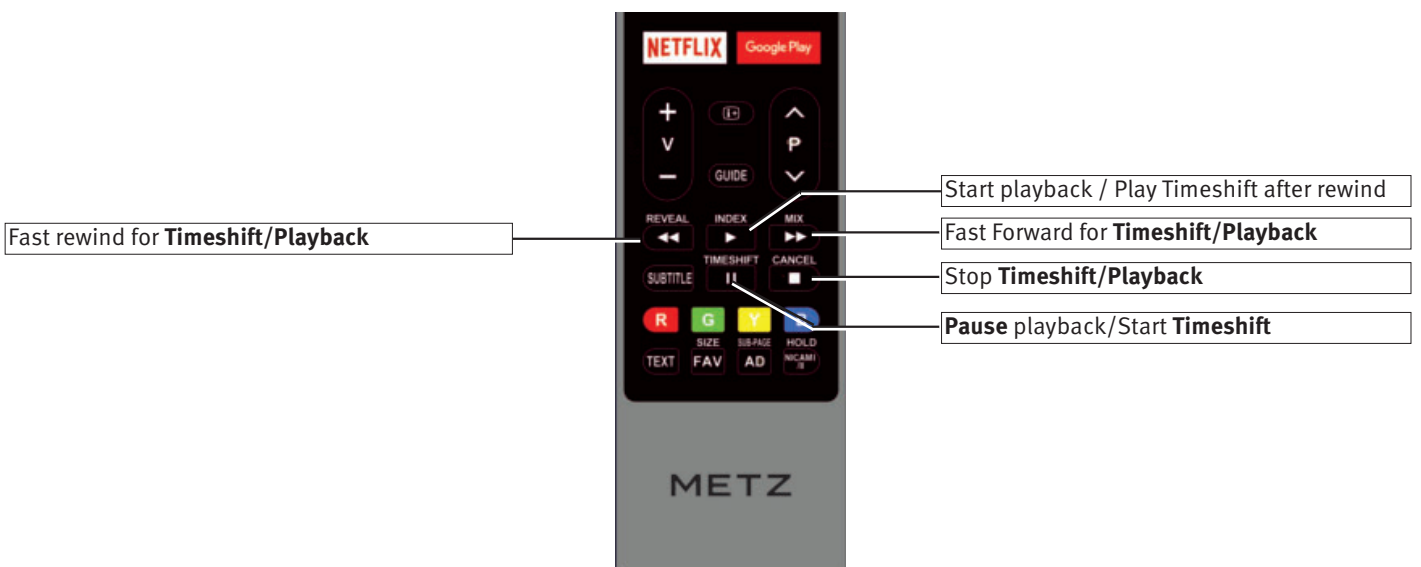 NETFLIX Google Play
+ i+
V P
- GUIDE
Start playback / Play Timeshift after rewind
REVEAL INDEX MIX
Fast rewind for Timeshift/Playback
Fast Forward for Timeshift/Playback
TIMESHIFT CANCEL
SUBTITLE
Stop Timeshift/Playback
R G Y B
Pause playback/Start Timeshift
SIZE SUB-PAGE HOLD
TEXT FAV AD NICAM/
METZ